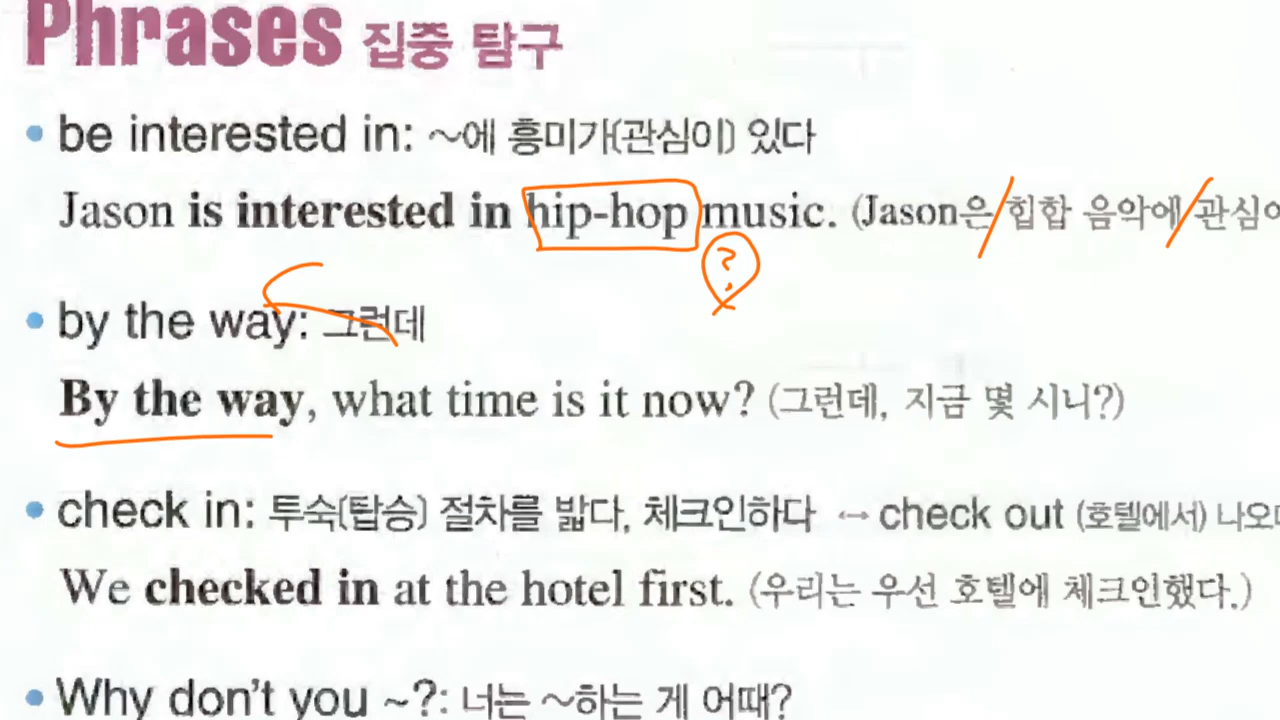 Phrases 집중 탐구
• be interested in: ~에 흥미가(관심이) 있다
Jason is interested in hip-hop music. (Jason은/힙합 음악에/관심이
?
• by the way: 그런데
By the way, what time is it now? (그런데, 지금 몇 시니?)
• check in: 투숙(탑승) 절차를 밟다, 체크인하다 ↔ check out (호텔에서) 나오다
We checked in at the hotel first. (우리는 우선 호텔에 체크인했다.)
• Why don't you ~?: 너는 ~하는 게 어때?